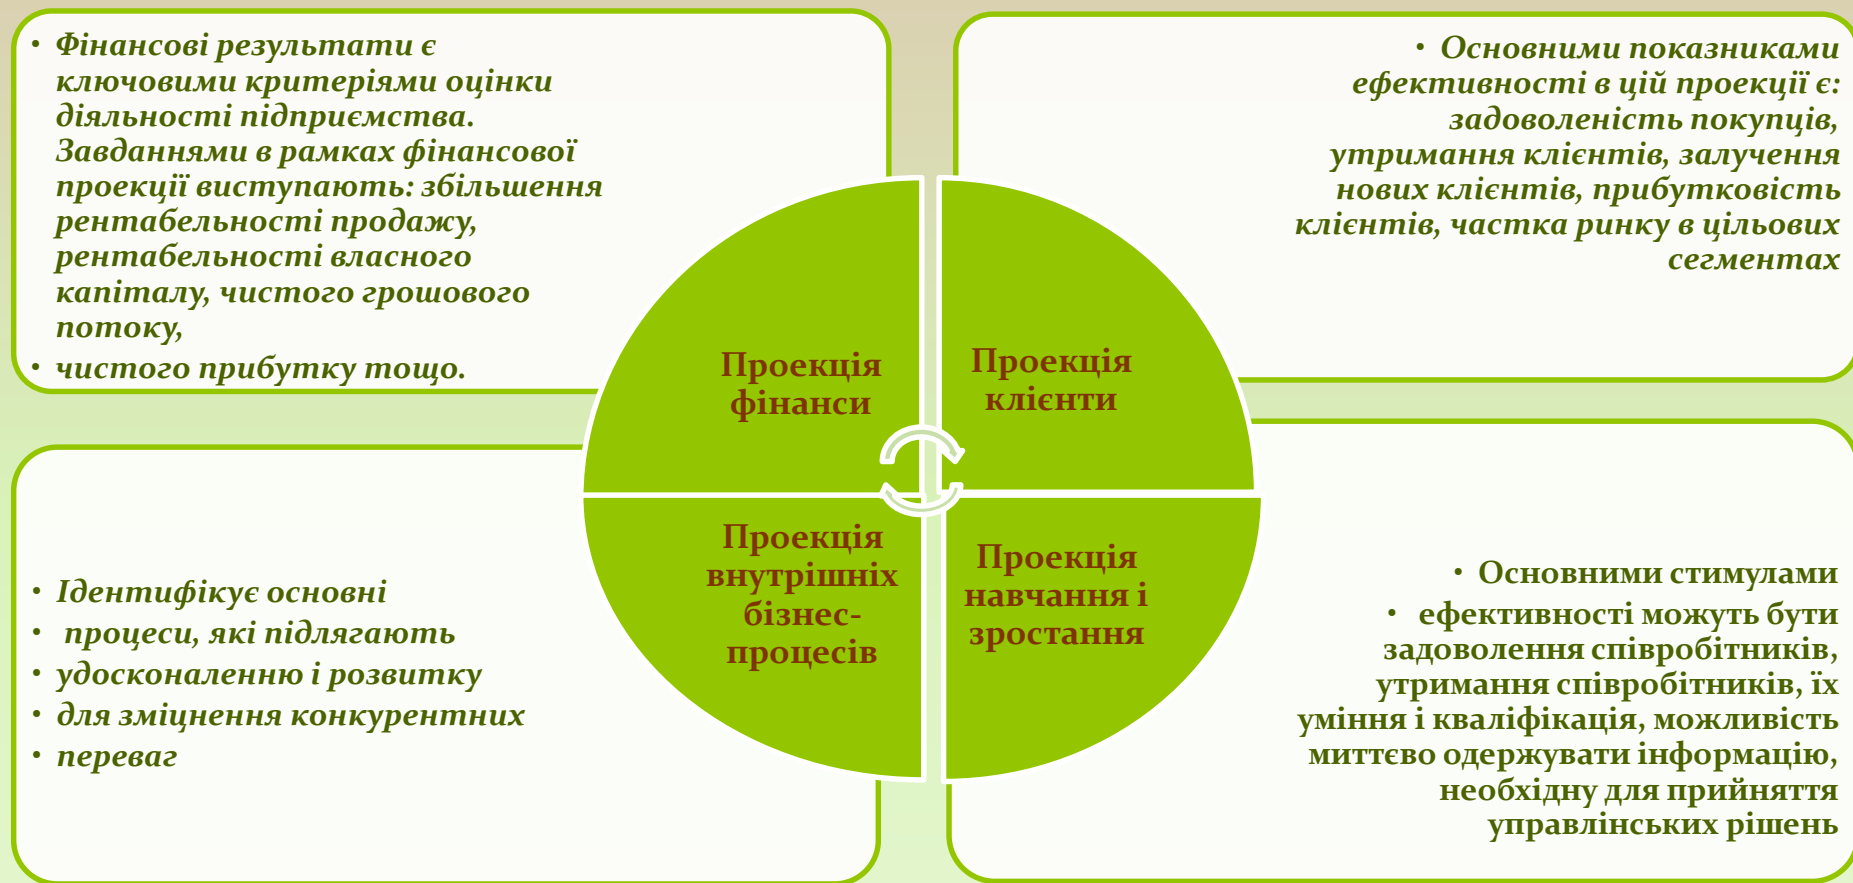 • Фінансові результати є
ключовими критеріями оцінки
діяльності підприємства.
Завданнями в рамках фінансової
проекції виступають: збільшення
рентабельності продажу,
рентабельності власного
капіталу, чистого грошового
потоку,
• чистого прибутку тощо.
• Основними показниками
ефективності в цій проекції є:
задоволеність покупців,
утримання клієнтів, залучення
нових клієнтів, прибутковість
клієнтів, частка ринку в цільових
сегментах
Проекція
фінанси
Проекція
клієнти
Проекція
внутрішніх
бізнес-
процесів
Проекція
навчання і
зростання
• Ідентифікує основні
• процеси, які підлягають
• удосконаленню і розвитку
• для зміцнення конкурентних
• переваг
• Основними стимулами
• ефективності можуть бути
задоволення співробітників,
утримання співробітників, їх
уміння і кваліфікація, можливість
миттєво одержувати інформацію,
необхідну для прийняття
управлінських рішень